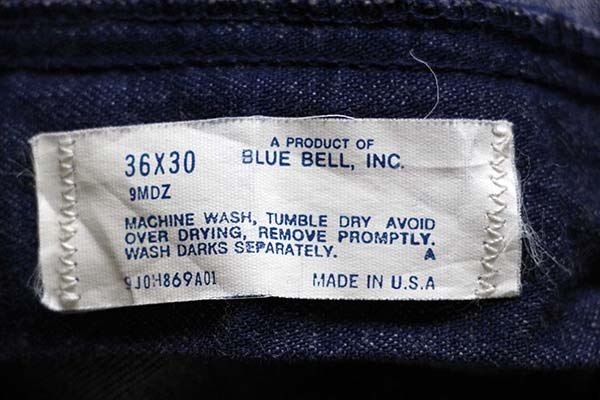 A PRODUCT OF
36X30 BLUE BELL, INC.
9MDZ
MACHINE WASH, TUMBLE DRY AVOID
OVER DRYING, REMOVE PROMPTLY.
WASH DARKS SEPARATELY. A
MADE IN U.S.A